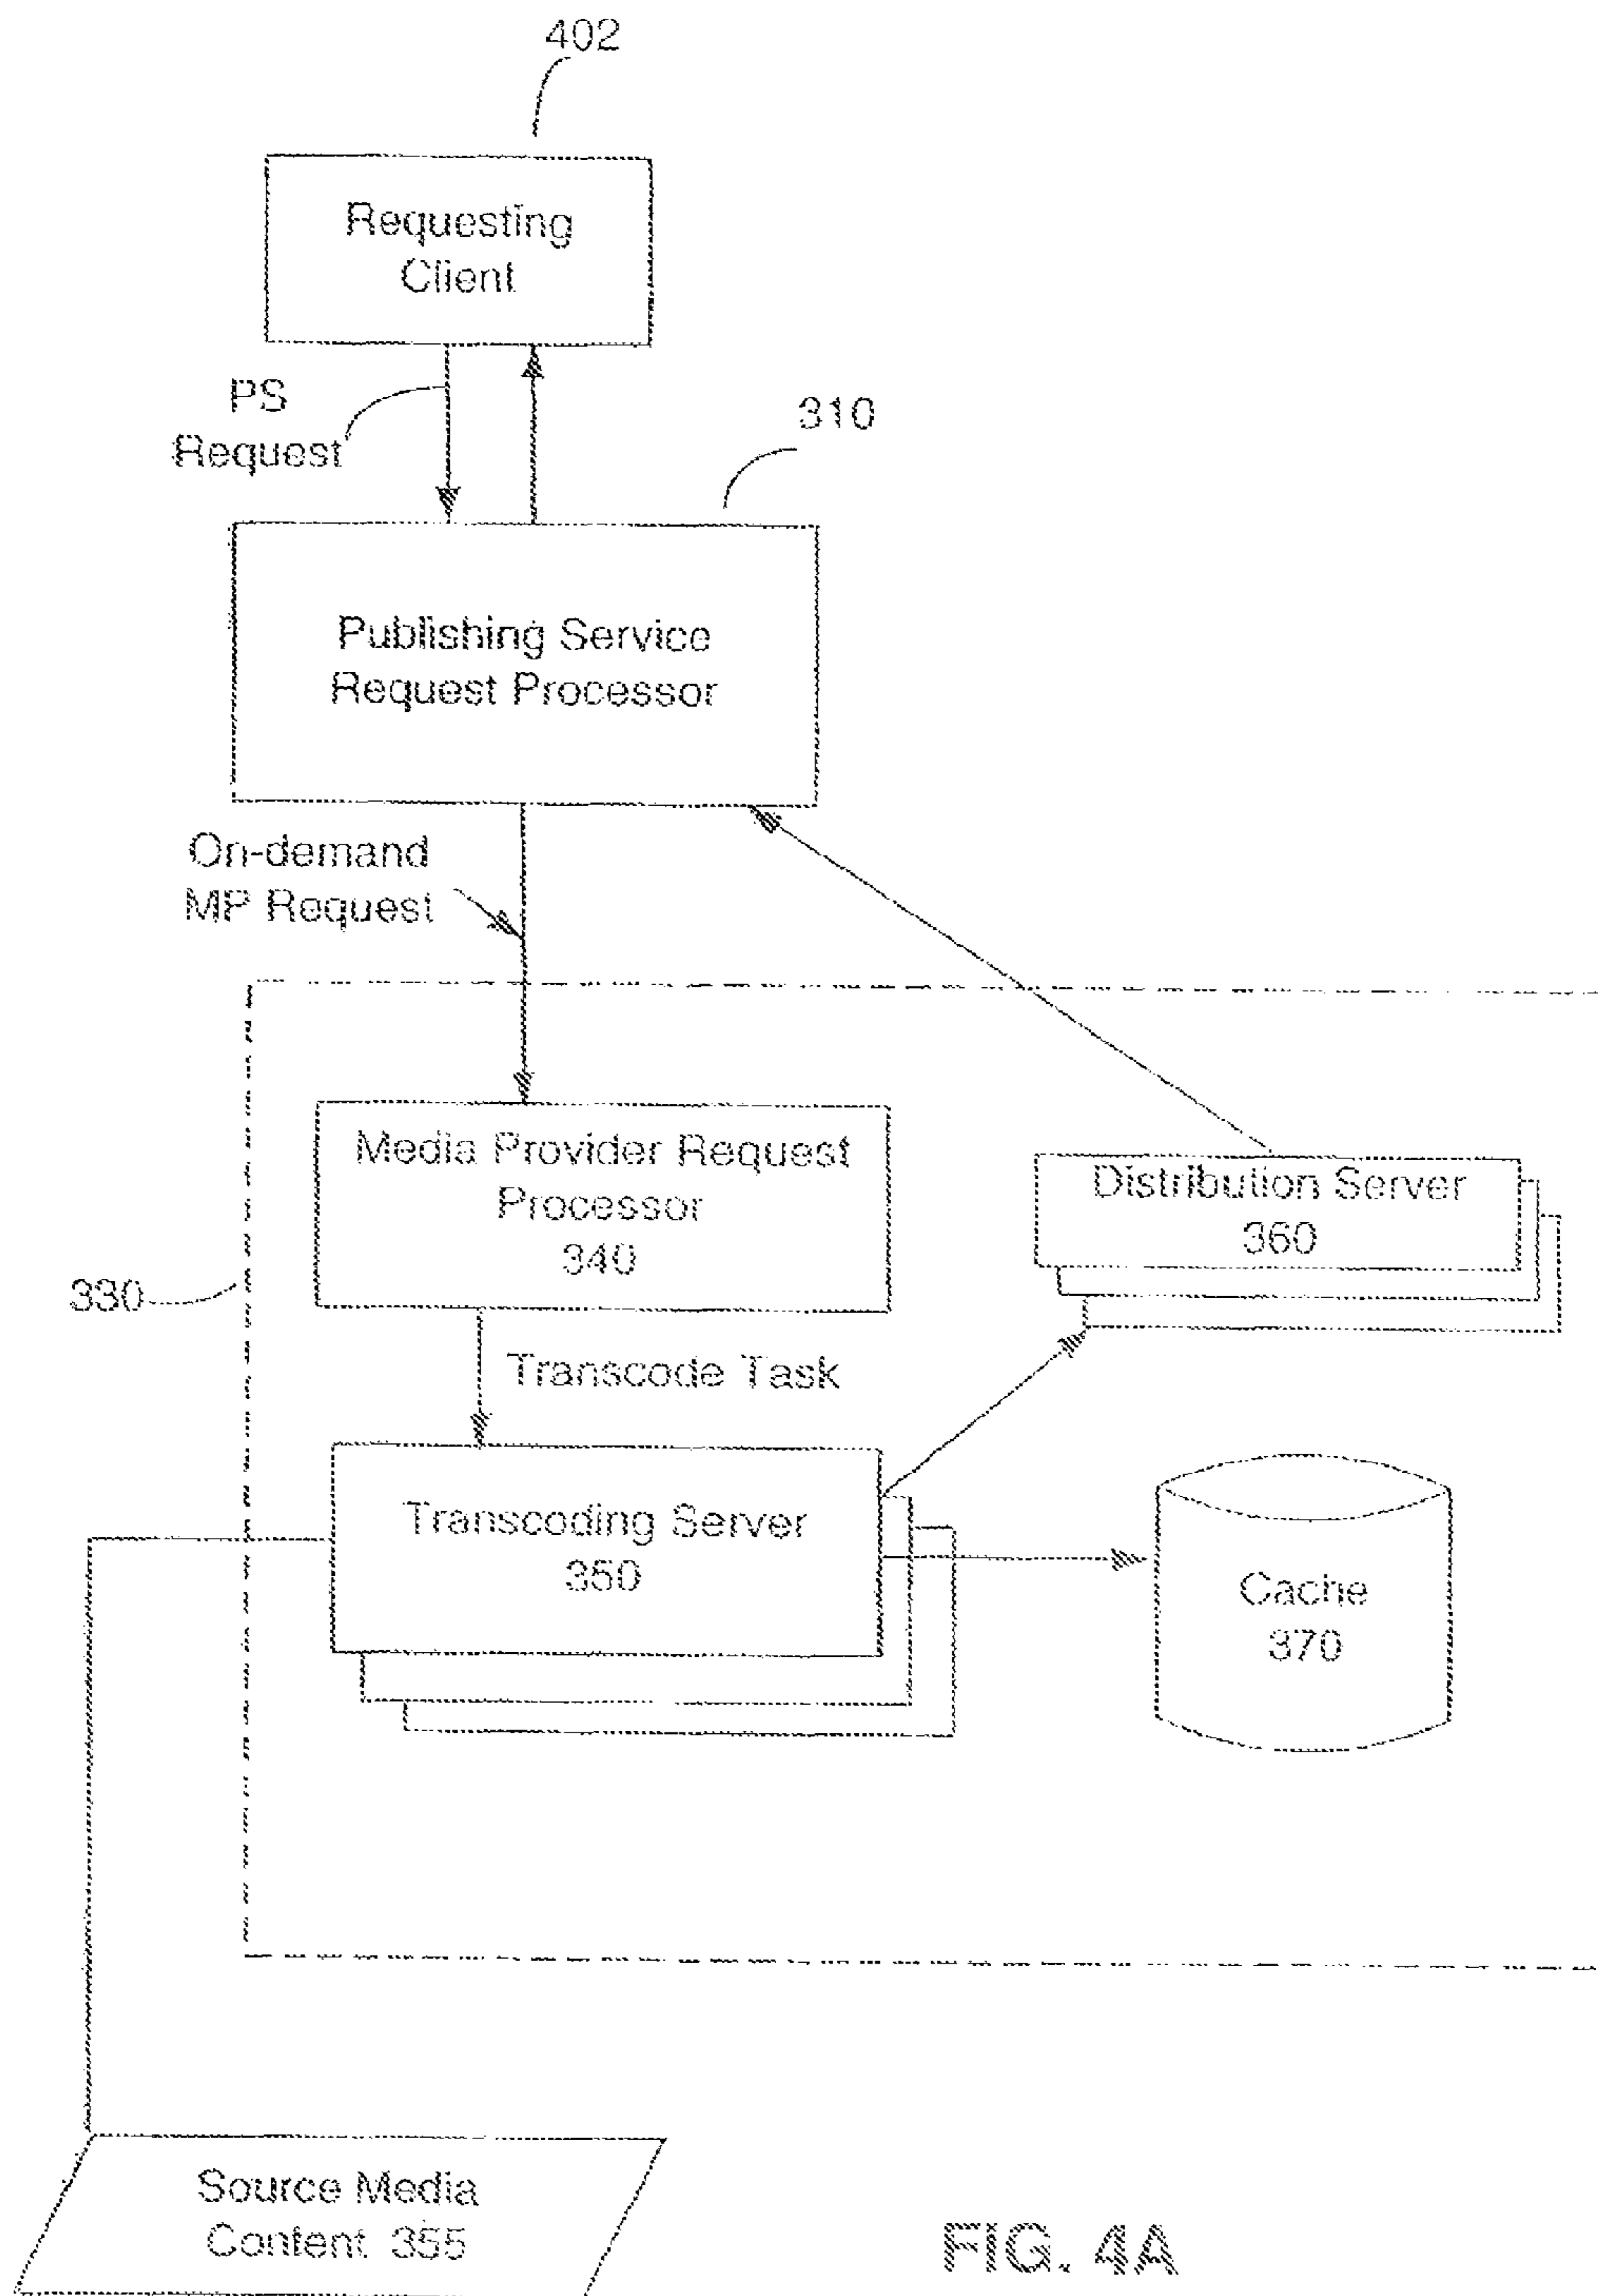 402
Requesting
Client
PS
Request
310
Publishing Service
Request Processor
On-demand
MP Request
Media Provider Request
Processor
340
Distribution Server
360
330
Transcode Task
Transcoding Server
350
Cache
370
Source Media
Content 355
FIG. 4A